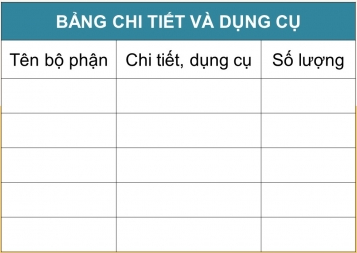 BẢNG CHI TIẾT VÀ DỤNG CỤ
Tên bộ phận Chi tiết, dụng cụ Số lượng